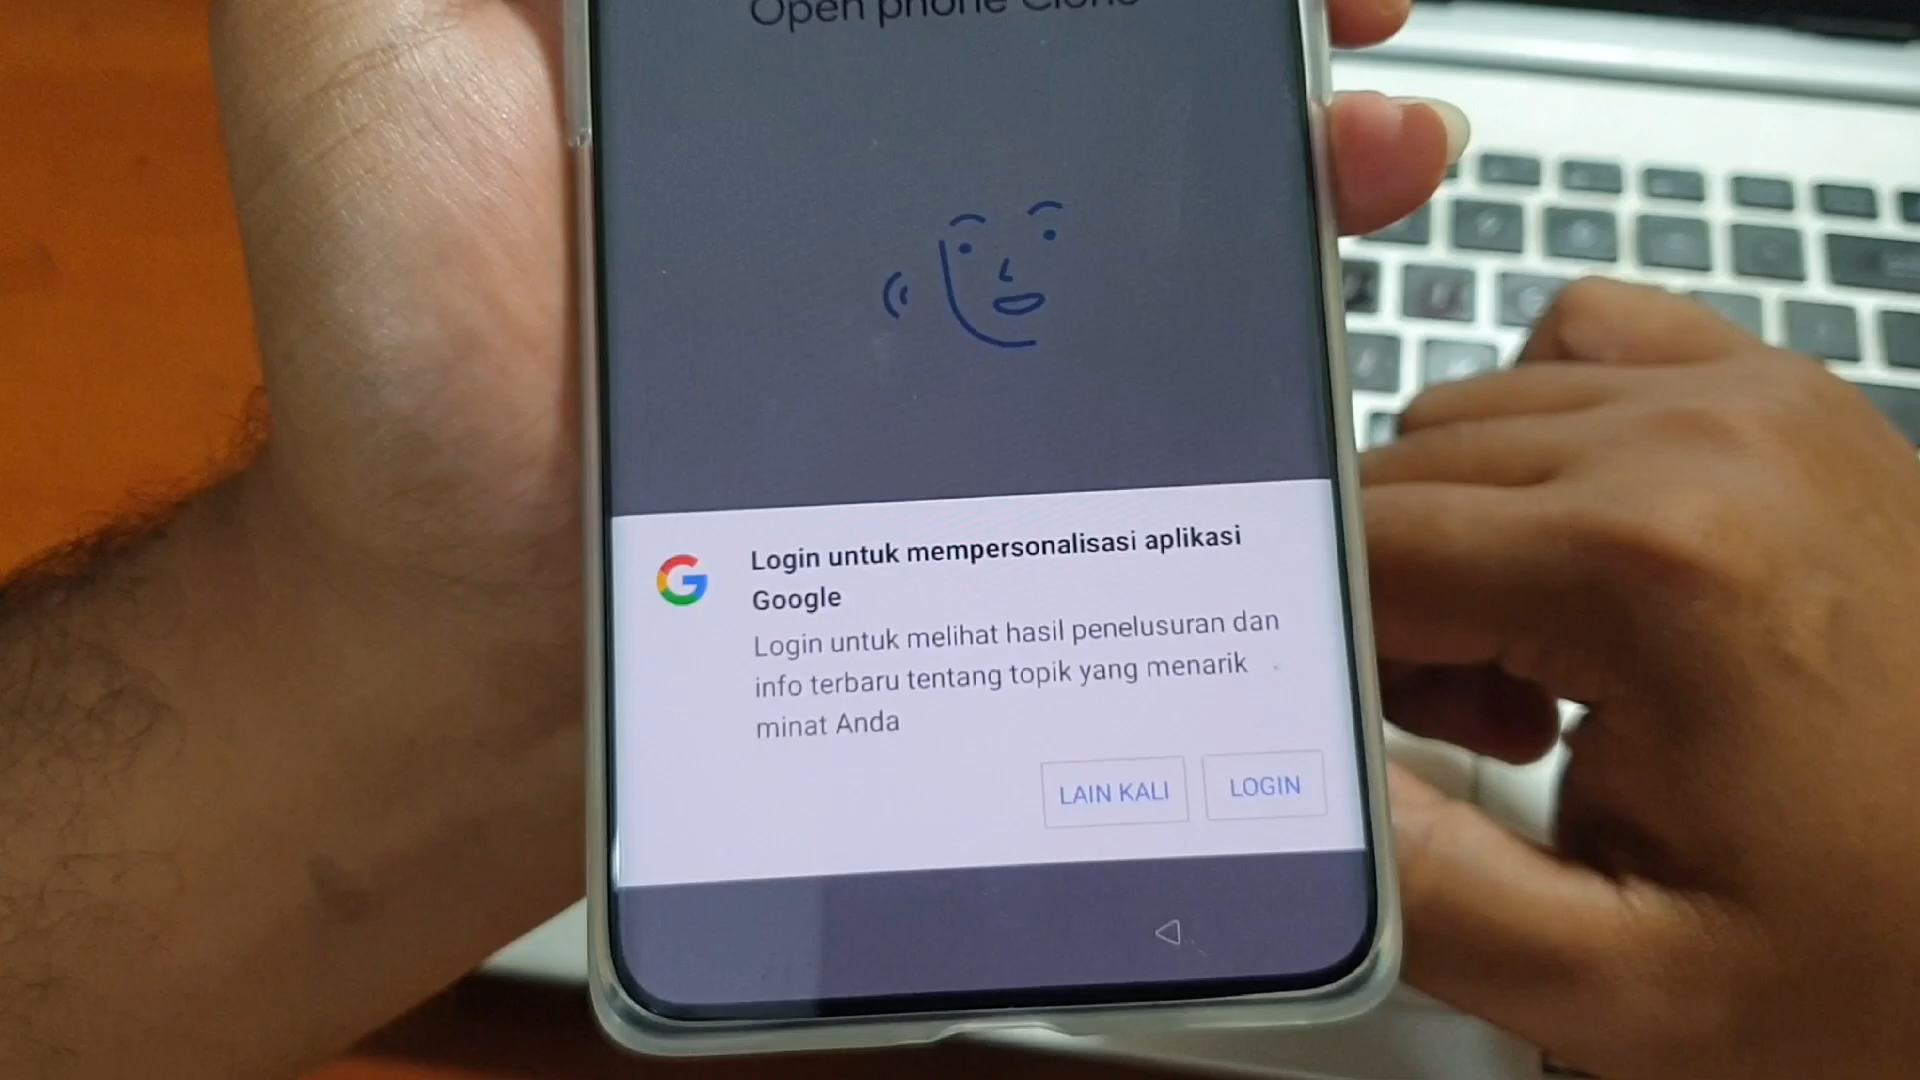 Open phone Clone
Login untuk mempersonalisasi aplikasi
Google
Login untuk melihat hasil penelusuran dan
info terbaru tentang topik yang menarik
minat Anda
LAIN KALI
LOGIN